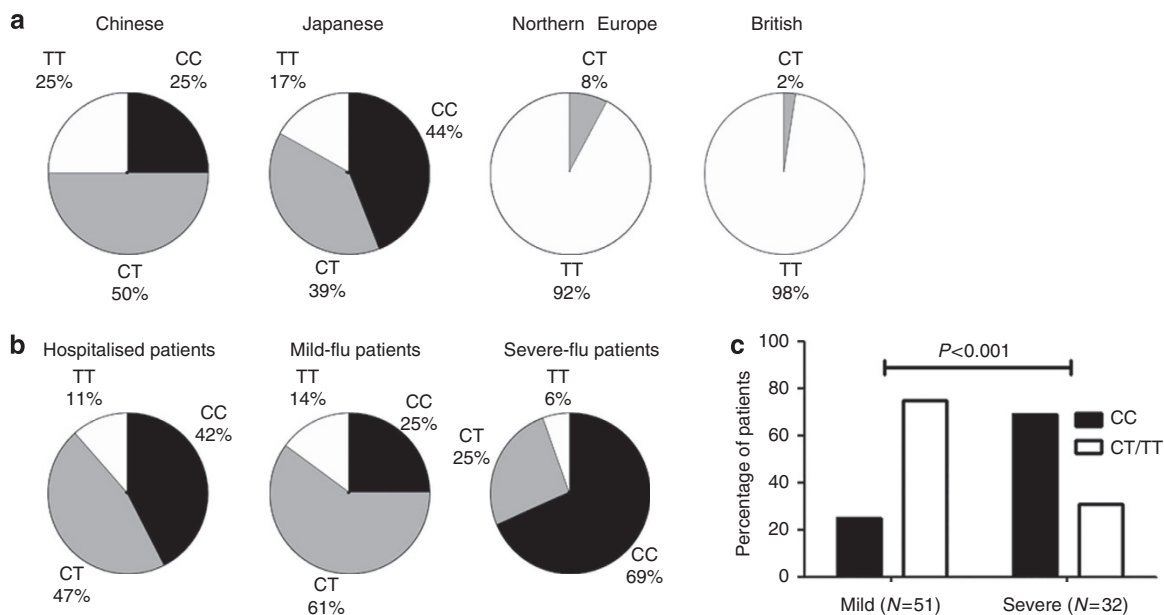 a
Chinese
Japanese
Northern Europe
British
TT
25%
CC
25%
CT
50%
TT
17%
CC
44%
CT
39%
CT
8%
TT
92%
CT
2%
TT
98%
b
Hospitalised patients
Mild-flu patients
Severe-flu patients
TT
11%
CC
42%
CT
47%
TT
14%
CC
25%
CT
61%
TT
6%
CT
25%
CC
69%
c
Percentage of patients
100
80
60
40
20
0
P<0.001
CC
CT/TT
Mild (N=51)
Severe (N=32)